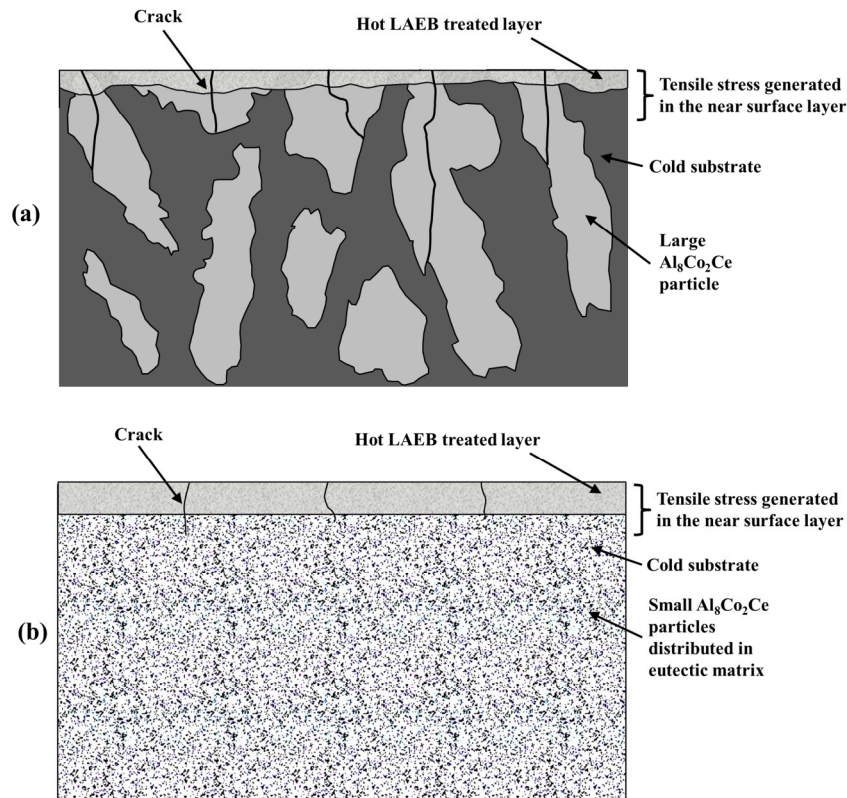 Crack
Hot LAEB treated layer
Tensile stress generated
in the near surface layer
Cold substrate
(a)
Large
Al₈Co₂Ce
particle
Crack
Hot LAEB treated layer
Tensile stress generated
in the near surface layer
Cold substrate
Small Al₈Co₂Ce
particles
distributed in
eutectic matrix
(b)